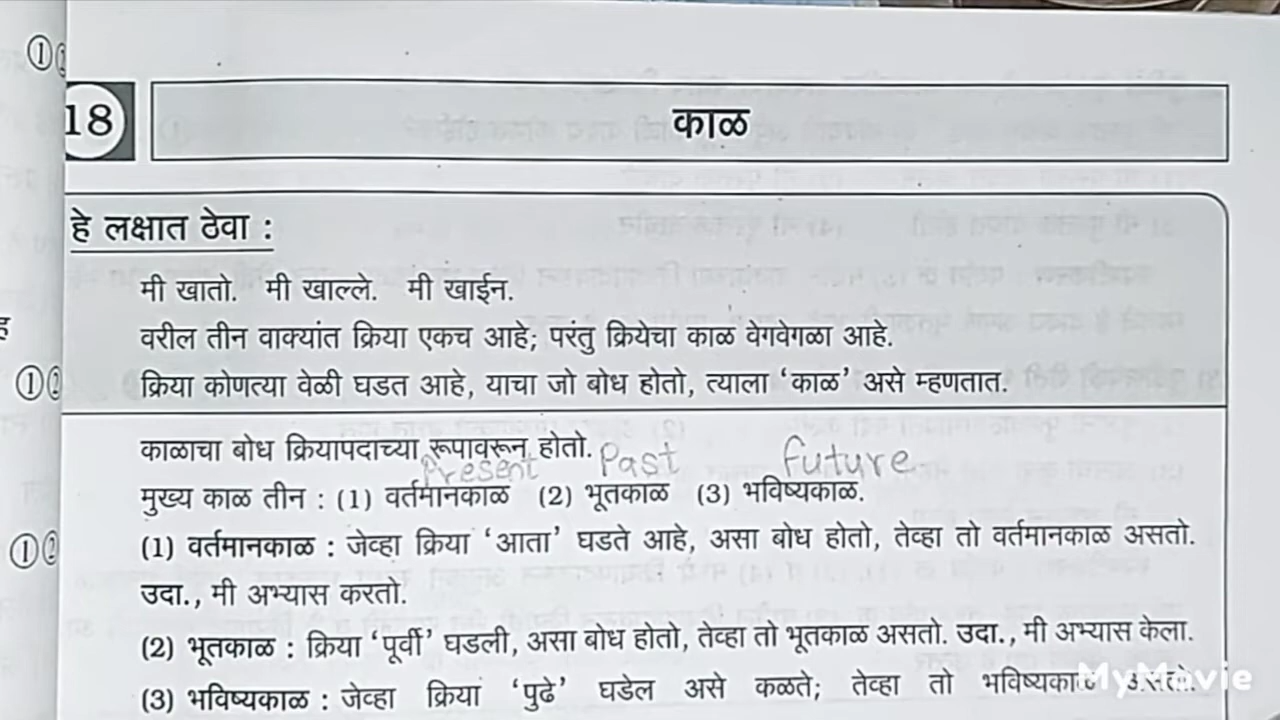 18
काळ
हे लक्षात ठेवा :
मी खातो. मी खाल्ले. मी खाईन.
वरील तीन वाक्यांत क्रिया एकच आहे; परंतु क्रियेचा काळ वेगवेगळा आहे.
क्रिया कोणत्या वेळी घडत आहे, याचा जो बोध होतो, त्याला ‘काळ’ असे म्हणतात.
काळाचा बोध क्रियापदाच्या रूपावरून होतो.
Present Past future
मुख्य काळ तीन : (1) वर्तमानकाळ (2) भूतकाळ (3) भविष्यकाळ.
(1) वर्तमानकाळ : जेव्हा क्रिया ‘आता’ घडते आहे, असा बोध होतो, तेव्हा तो वर्तमानकाळ असतो.
उदा., मी अभ्यास करतो.
(2) भूतकाळ : क्रिया ‘पूर्वी’ घडली, असा बोध होतो, तेव्हा तो भूतकाळ असतो. उदा., मी अभ्यास केला.
(3) भविष्यकाळ : जेव्हा क्रिया ‘पुढे’ घडेल असे कळते; तेव्हा तो भविष्यकाळ असतो.
MyMovie